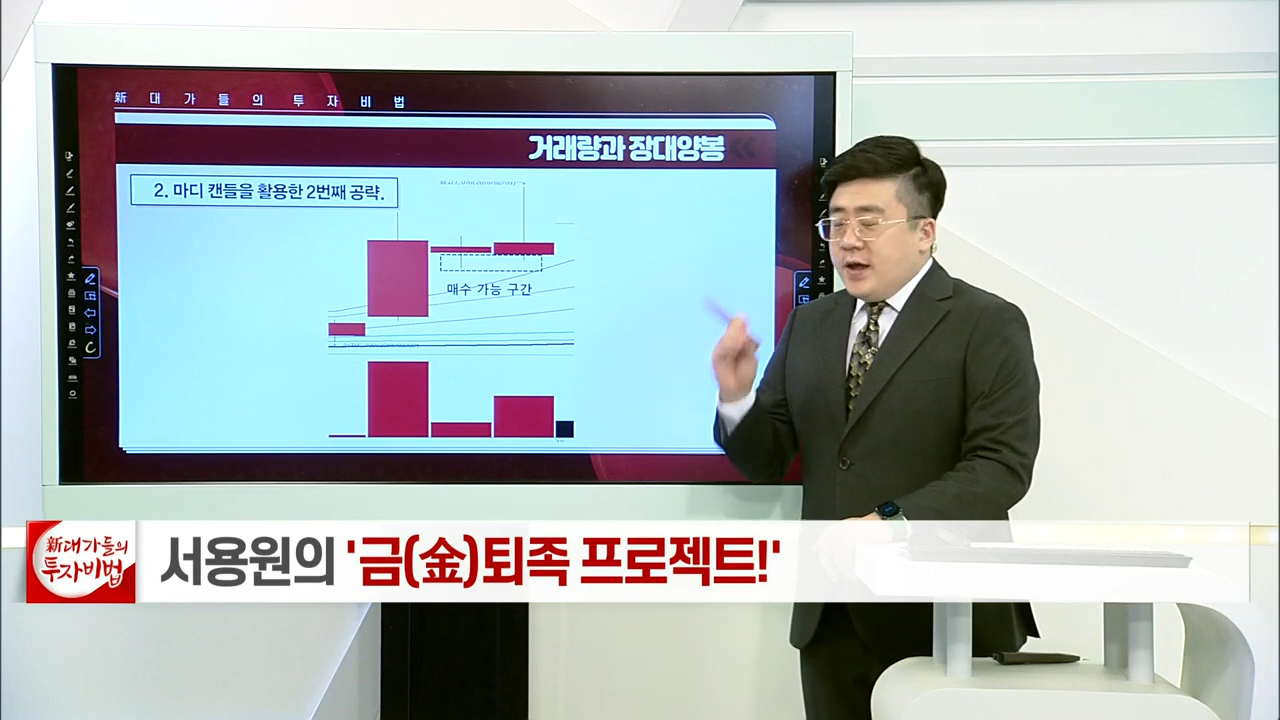 新 대 가 들 의 투 자 비 법
거래량과 장대양봉
2. 마디 캔들을 활용한 2번째 공략.
매수 가능 구간
新대가들의
투자비법
서용원의 '금(金)퇴족 프로젝트!'